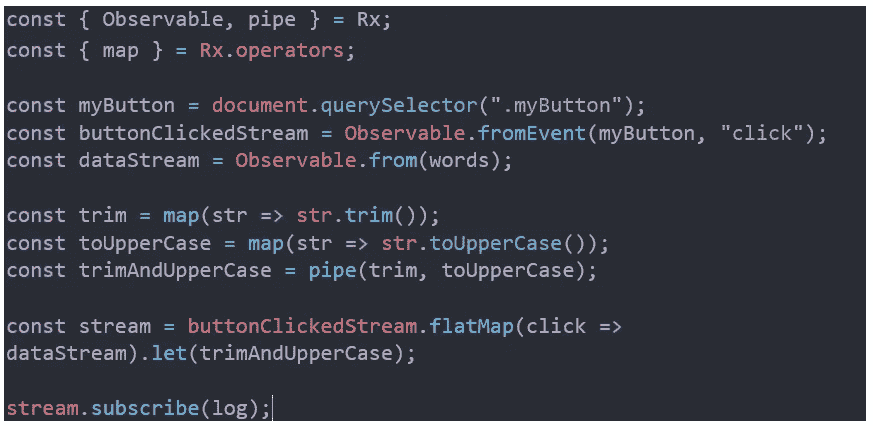 const { Observable, pipe } = Rx;
const { map } = Rx.operators;
const myButton = document.querySelector(".myButton");
const buttonClickedStream = Observable.fromEvent(myButton, "click");
const dataStream = Observable.from(words);
const trim = map(str => str.trim());
const toUpperCase = map(str => str.toUpperCase());
const trimAndUpperCase = pipe(trim, toUpperCase);
const stream = buttonClickedStream.flatMap(click =>
dataStream).let(trimAndUpperCase);
stream.subscribe(log);